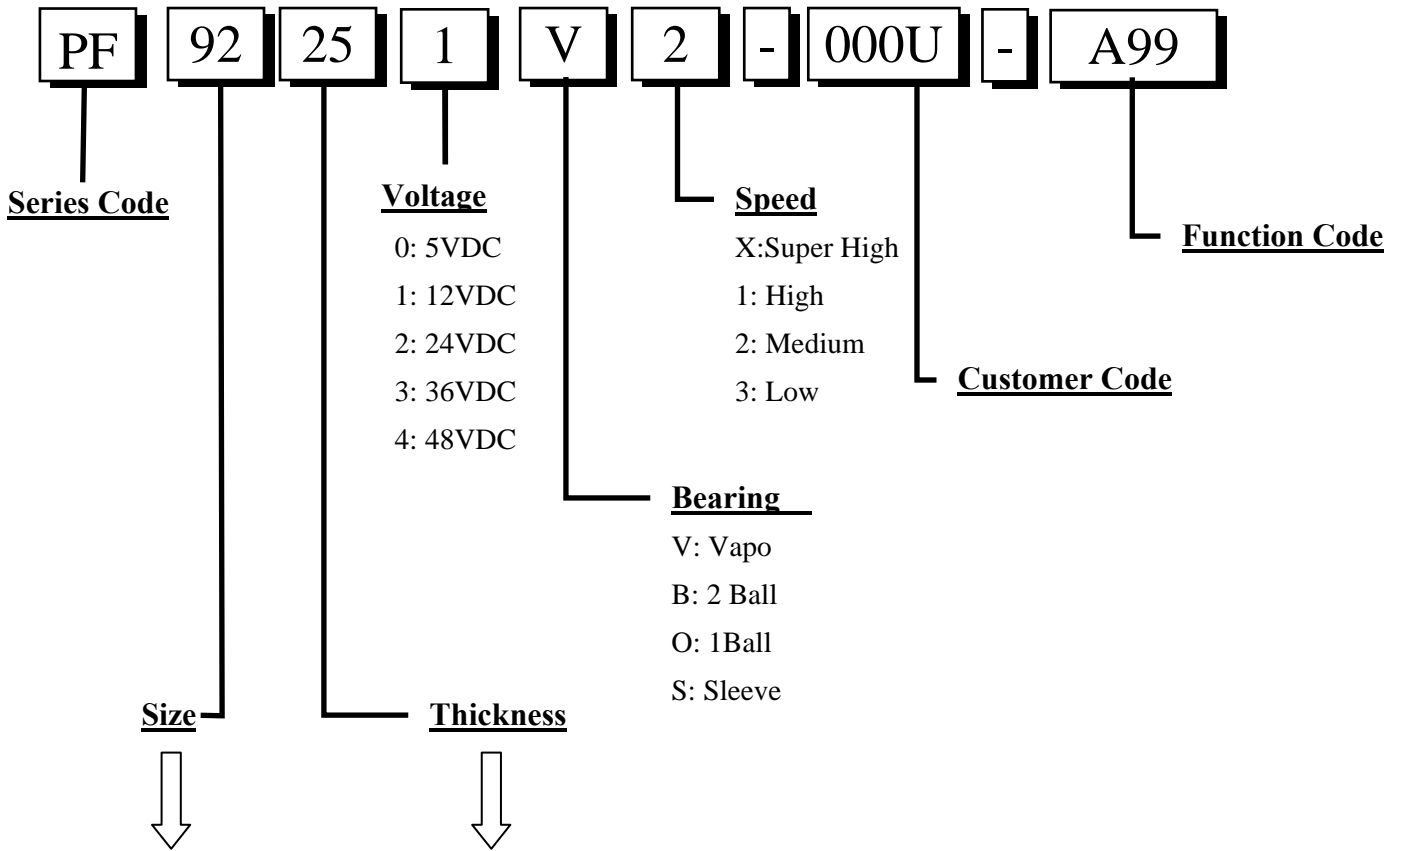 PF 92 25 1 V 2 - 000U - A99
Series Code
Voltage
0: 5VDC
1: 12VDC
2: 24VDC
3: 36VDC
4: 48VDC
Speed
X:Super High
1: High
2: Medium
3: Low
Function Code
Customer Code
Bearing
V: Vapo
B: 2 Ball
O: 1Ball
S: Sleeve
Size
Thickness